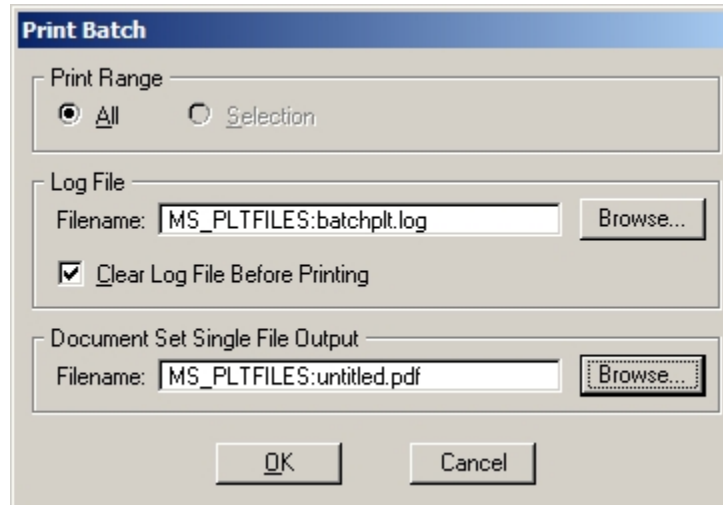 Print Batch
Print Range
All Selection
Log File
Filename: MS_PLTFILES:batchplt.log Browse...
Clear Log File Before Printing
Document Set Single File Output
Filename: MS_PLTFILES:untitled.pdf Browse...
OK Cancel